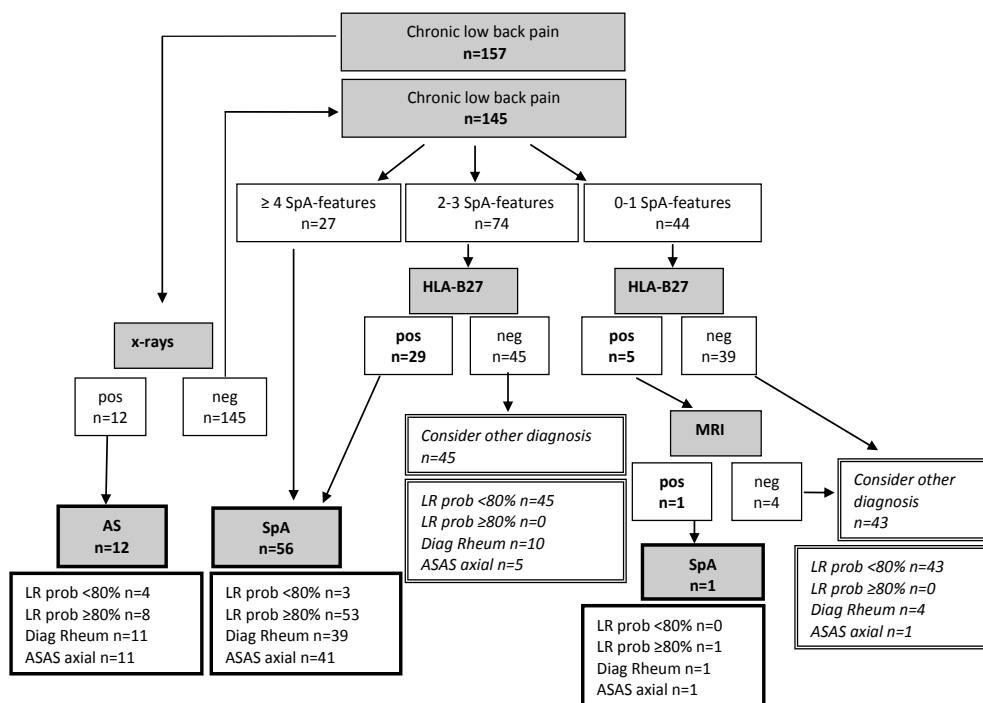 Chronic low back pain
n=157
Chronic low back pain
n=145
≥ 4 SpA-features
n=27
2-3 SpA-features
n=74
0-1 SpA-features
n=44
HLA-B27
HLA-B27
x-rays
pos
n=29
neg
n=45
pos
n=5
neg
n=39
pos
n=12
neg
n=145
MRI
Consider other diagnosis
n=45
pos
n=1
neg
n=4
Consider other
diagnosis
n=43
LR prob <80% n=45
LR prob ≥80% n=0
Diag Rheum n=10
ASAS axial n=5
AS
n=12
SpA
n=56
SpA
n=1
LR prob <80% n=43
LR prob ≥80% n=0
Diag Rheum n=4
ASAS axial n=1
LR prob <80% n=4
LR prob ≥80% n=8
Diag Rheum n=11
ASAS axial n=11
LR prob <80% n=3
LR prob ≥80% n=53
Diag Rheum n=39
ASAS axial n=41
LR prob <80% n=0
LR prob ≥80% n=1
Diag Rheum n=1
ASAS axial n=1